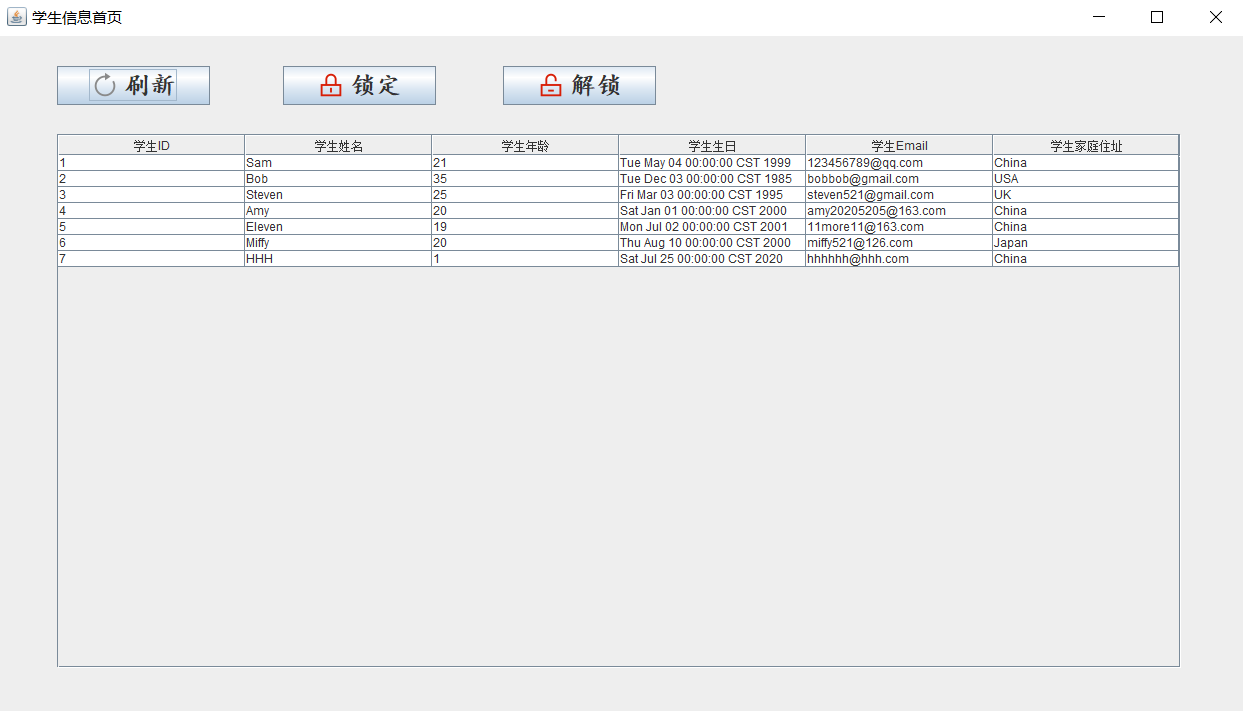 学生信息首页
刷新 锁定 解锁
学生ID 学生姓名 学生年龄 学生生日 学生Email 学生家庭住址
1 Sam 21 Tue May 04 00:00:00 CST 1999 123456789@qq.com China
2 Bob 35 Tue Dec 03 00:00:00 CST 1985 bobbob@gmail.com USA
3 Steven 25 Fri Mar 03 00:00:00 CST 1995 steven521@gmail.com UK
4 Amy 20 Sat Jan 01 00:00:00 CST 2000 amy20205205@163.com China
5 Eleven 19 Mon Jul 02 00:00:00 CST 2001 11more11@163.com China
6 Miffy 20 Thu Aug 10 00:00:00 CST 2000 miffy521@126.com Japan
7 HHH 1 Sat Jul 25 00:00:00 CST 2020 hhhhhh@hhh.com China